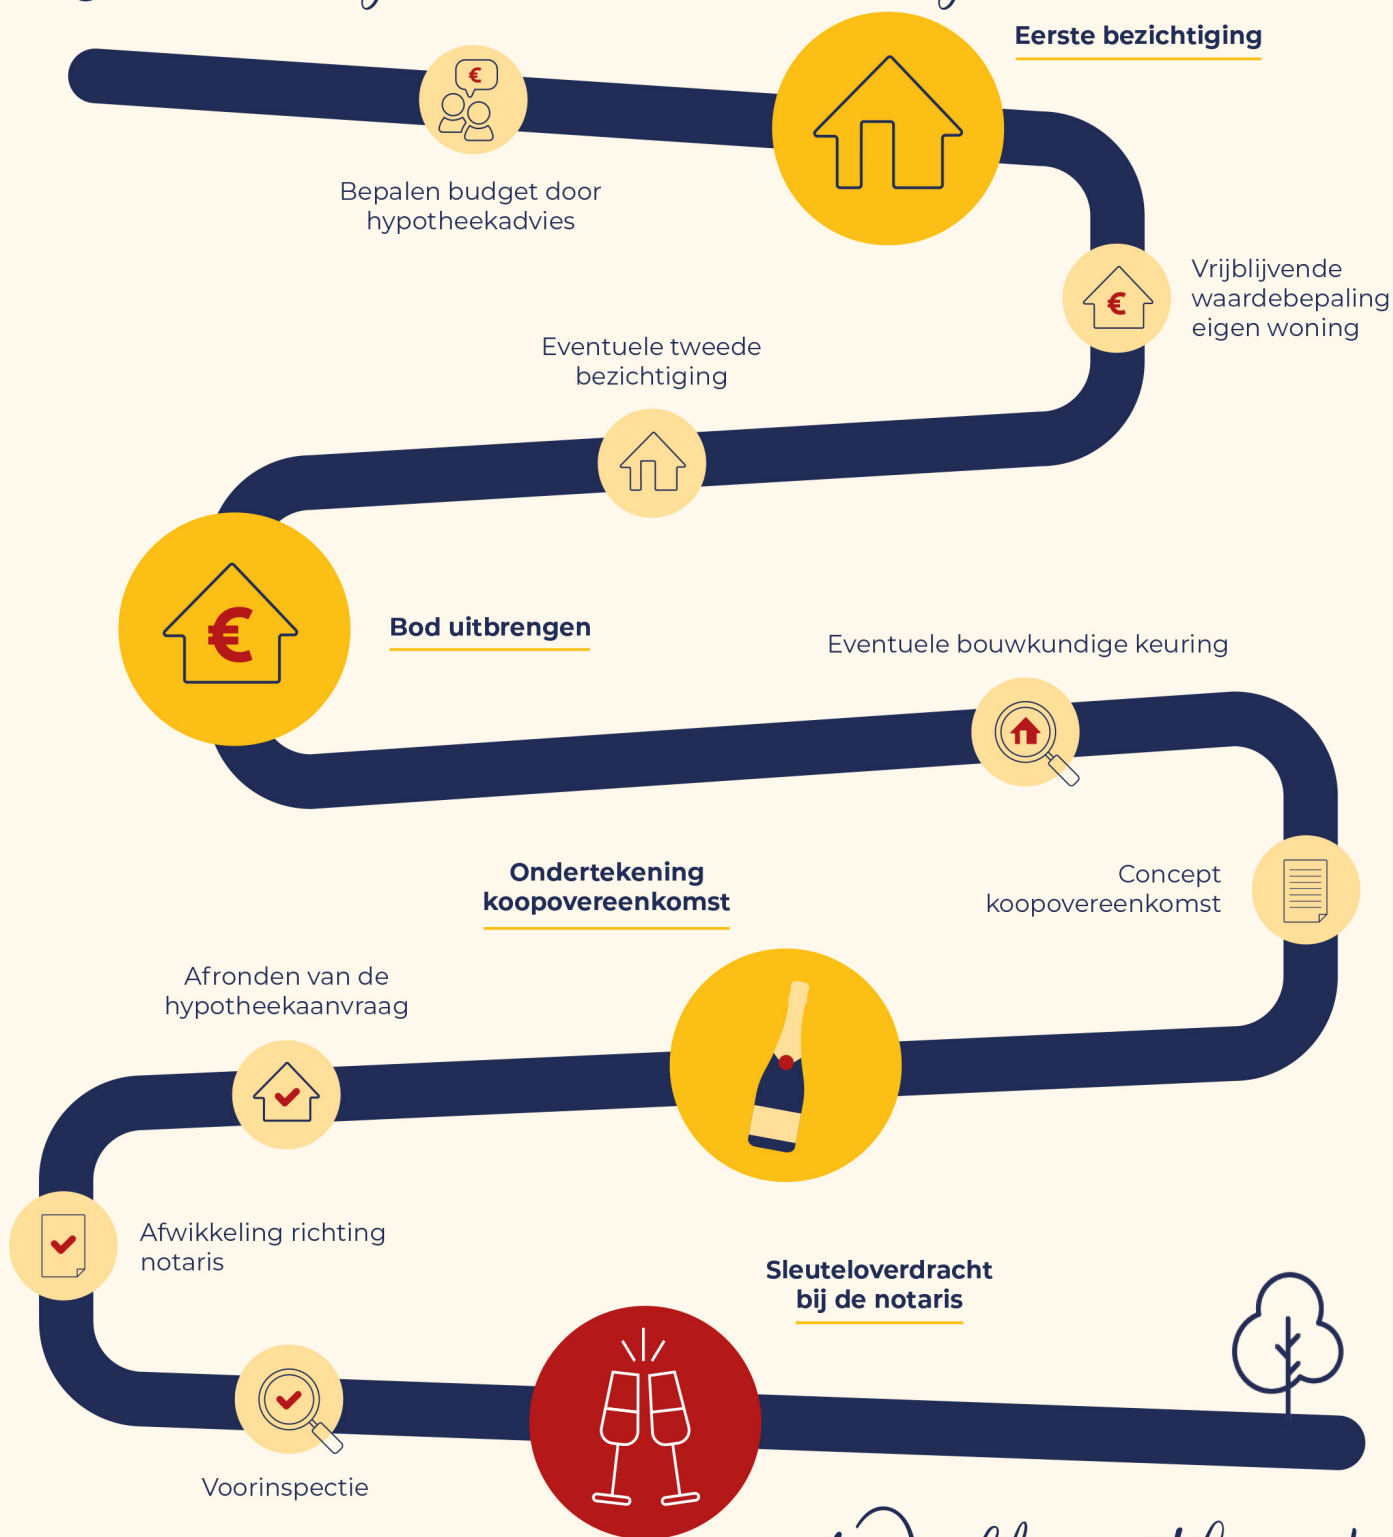 Eerste bezichtiging
€
Bepalen budget door
hypotheekadvies
Vrijblijvende
waardebepaling
eigen woning
€
Eventuele tweede
bezichtiging
€
Bod uitbrengen
Eventuele bouwkundige keuring
Concept
koopovereenkomst
Ondertekening
koopovereenkomst
Afronden van de
hypotheekaanvraag
Afwikkeling richting
notaris
Voorinspectie
Sleuteloverdracht
bij de notaris